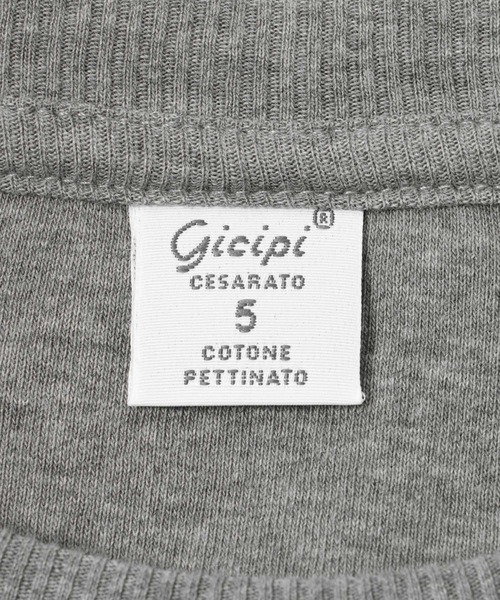 Gicipi®
CESARATO
5
COTONE
PETTINATO